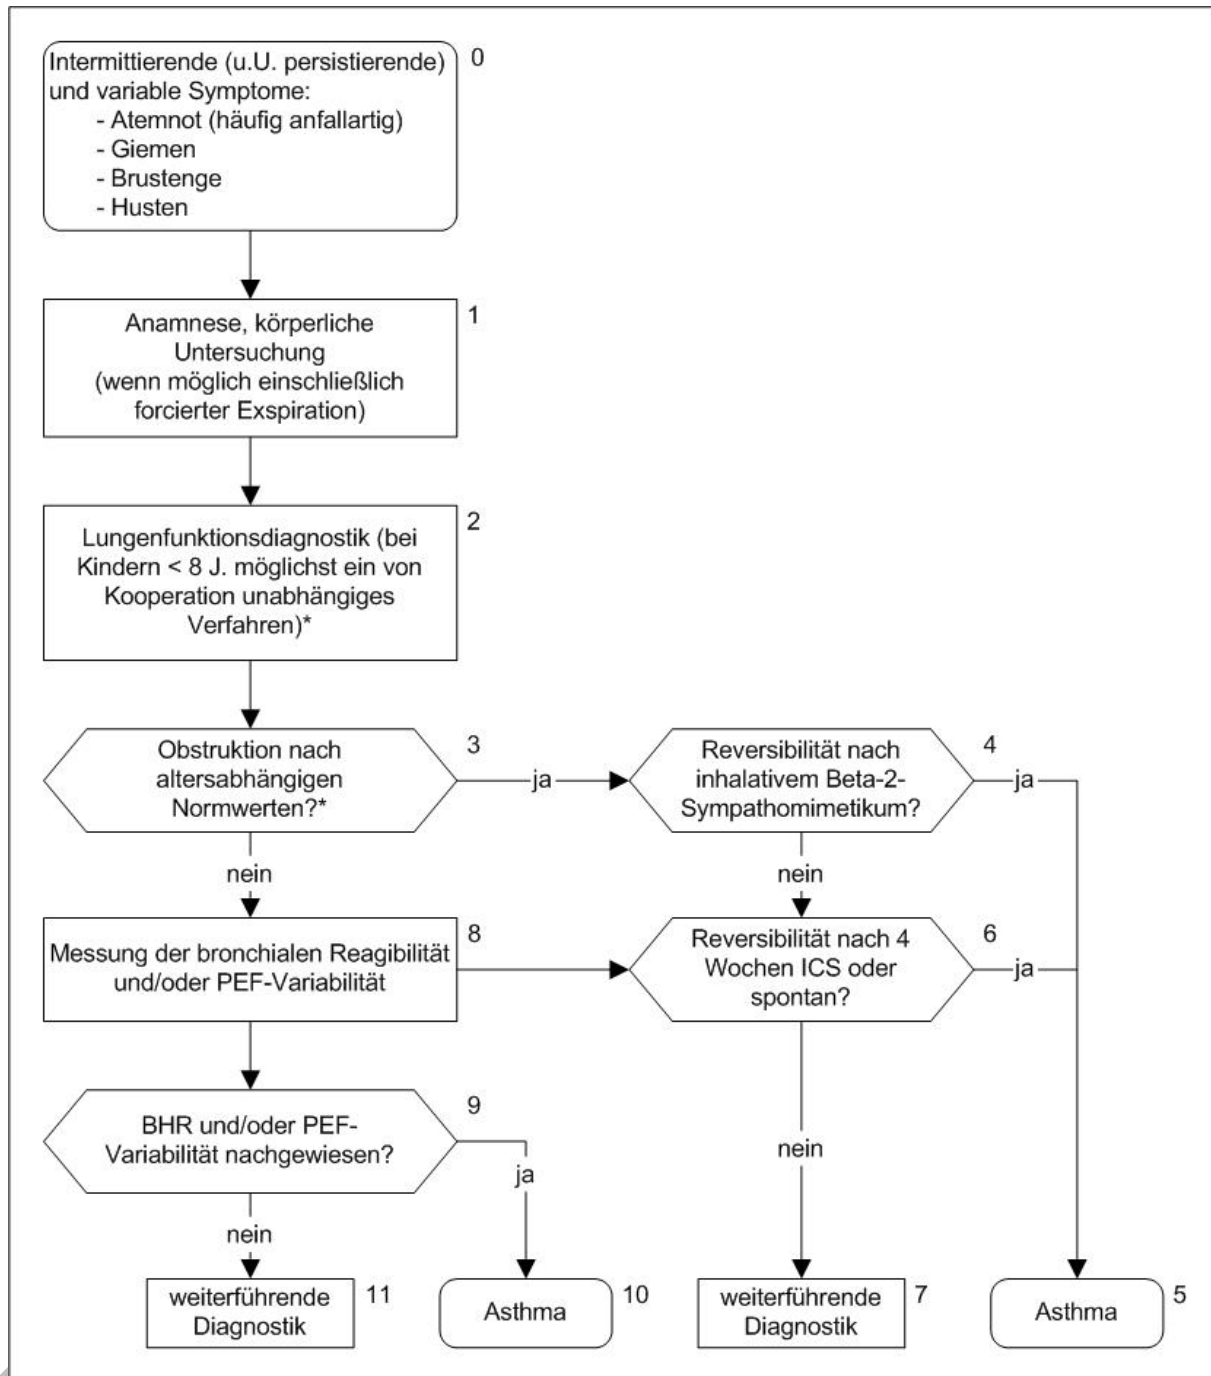 Intermittierende (u.U. persistierende)
und variable Symptome:
- Atemnot (häufig anfallartig)
- Giemen
- Brustenge
- Husten
0
Anamnese, körperliche
Untersuchung
(wenn möglich einschließlich
forcierter Exspiration)
1
Lungenfunktionsdiagnostik (bei
Kindern < 8 J. möglichst ein von
Kooperation unabhängiges
Verfahren)*
2
Obstruktion nach
altersabhängigen
Normwerten?*
3
ja
Reversibilität nach
inhalativem Beta-2-
Sympathomimetikum?
4
ja
nein
nein
Messung der bronchialen Reagibilität
und/oder PEF-Variabilität
8
Reversibilität nach 4
Wochen ICS oder
spontan?
6
ja
BHR und/oder PEF-
Variabilität nachgewiesen?
9
ja
nein
nein
weiterführende
Diagnostik
11
Asthma
10
weiterführende
Diagnostik
7
Asthma
5